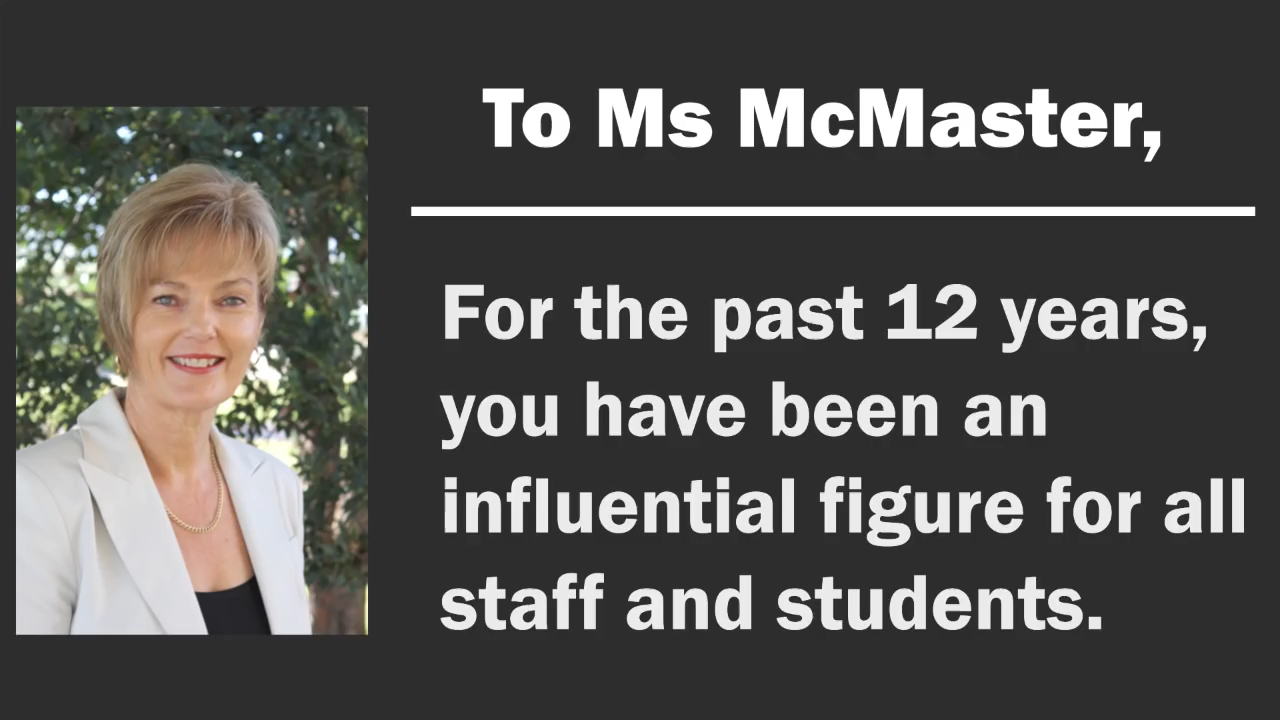 To Ms McMaster,
For the past 12 years,
you have been an
influential figure for all
staff and students.